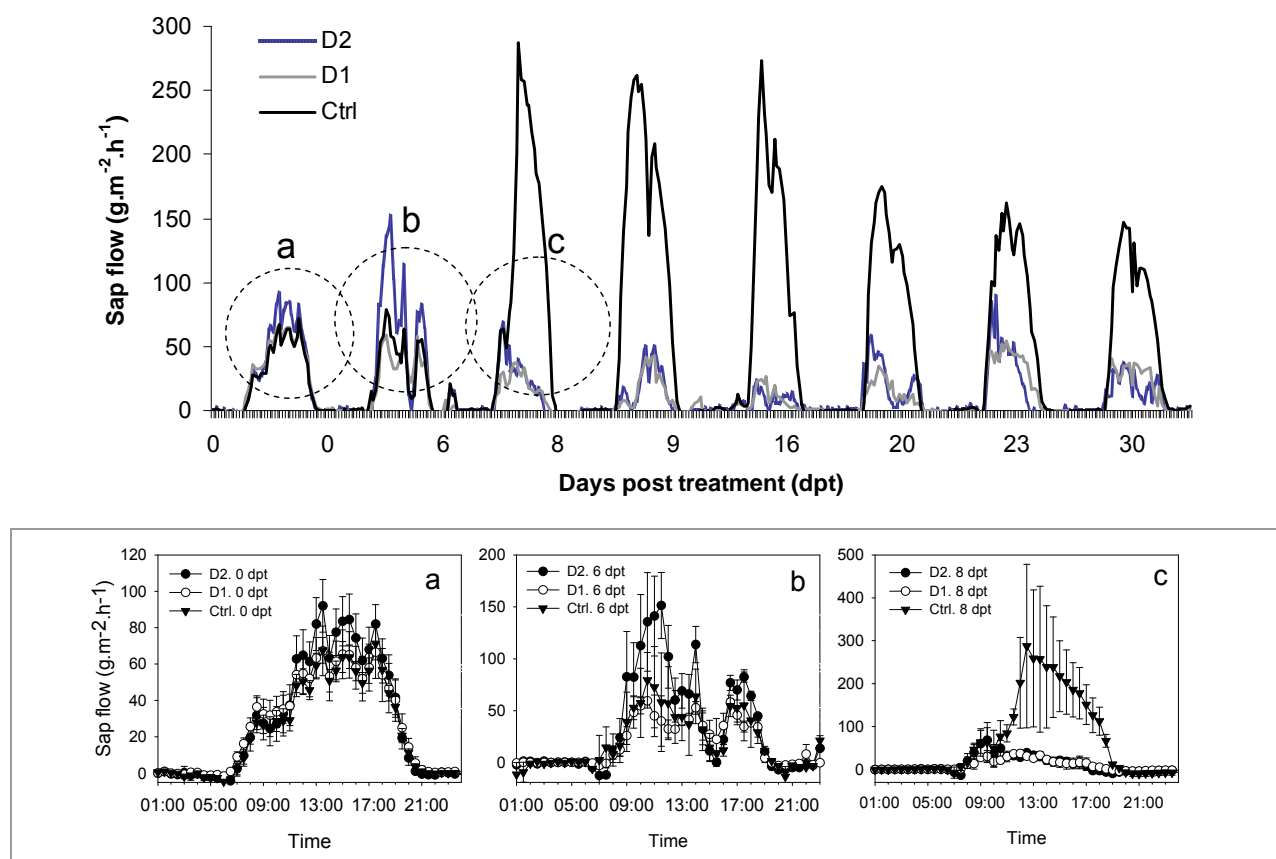 300
250
200
150
100
50
0
Sap flow (g.m-2.h-1)
D2
D1
Ctrl
a
b
c
0 0 6 8 9 16 20 23 30
Days post treatment (dpt)
120
100
80
60
40
20
0
Sap flow (g.m-2.h-1)
D2. 0 dpt
D1. 0 dpt
Ctrl. 0 dpt
a
01:00 05:00 09:00 13:00 17:00 21:00
Time
200
150
100
50
0
D2. 6 dpt
D1. 6 dpt
Ctrl. 6 dpt
b
01:00 05:00 09:00 13:00 17:00 21:00
Time
500
400
300
200
100
0
D2. 8 dpt
D1. 8 dpt
Ctrl. 8 dpt
c
01:00 05:00 09:00 13:00 17:00 21:00
Time